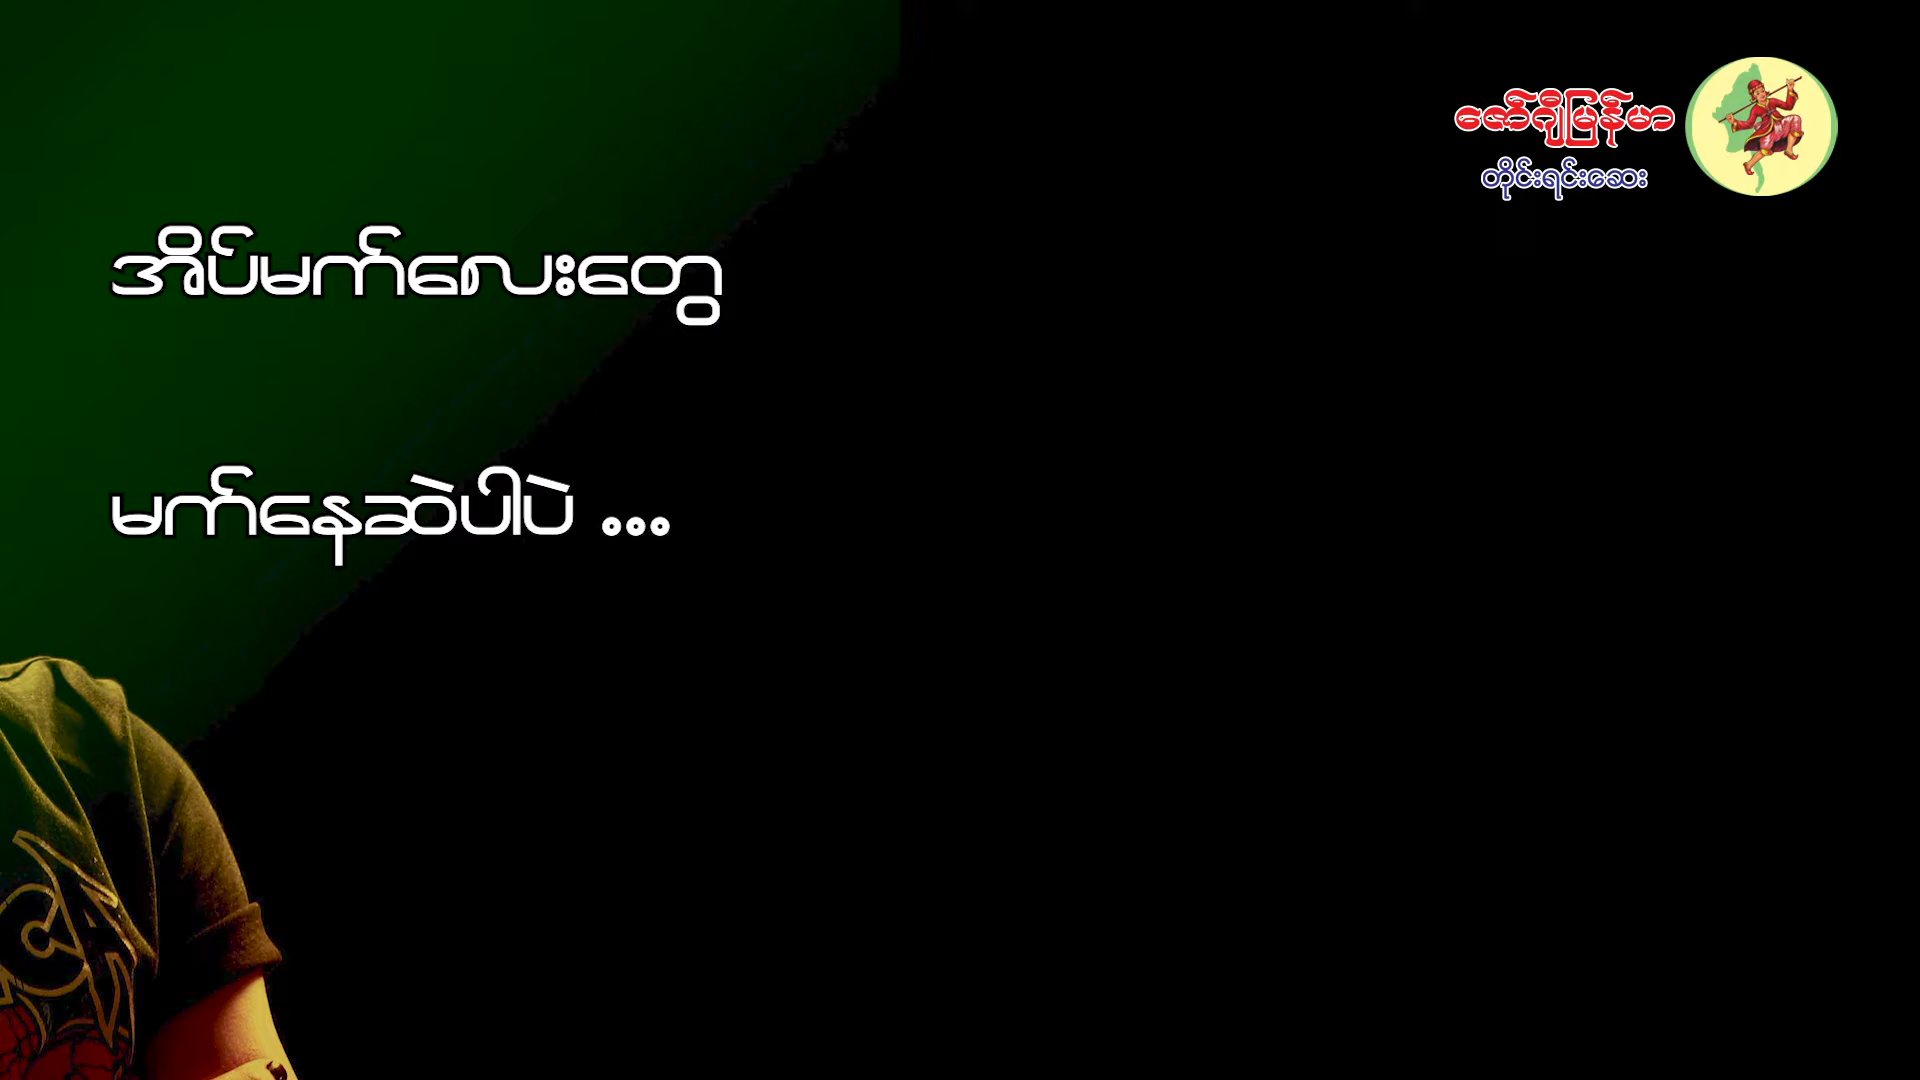 ဇော်ဂျီမြန်မာ
တိုင်းရင်းဆေး
အိပ်မက်လေးတွေ
မက်နေဆဲပါပဲ ...